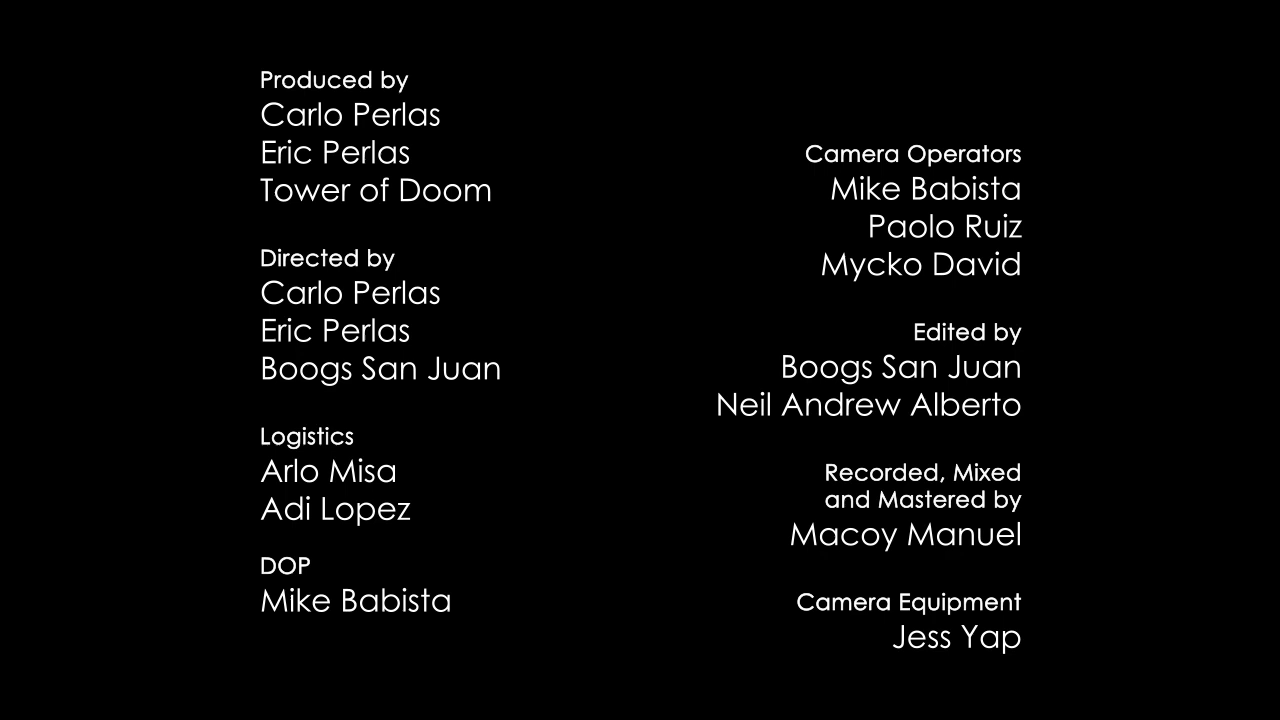 Produced by
Carlo Perlas
Eric Perlas
Tower of Doom
Directed by
Carlo Perlas
Eric Perlas
Boogs San Juan
Logistics
Arlo Misa
Adi Lopez
DOP
Mike Babista
Camera Operators
Mike Babista
Paolo Ruiz
Mycko David
Edited by
Boogs San Juan
Neil Andrew Alberto
Recorded, Mixed
and Mastered by
Macoy Manuel
Camera Equipment
Jess Yap